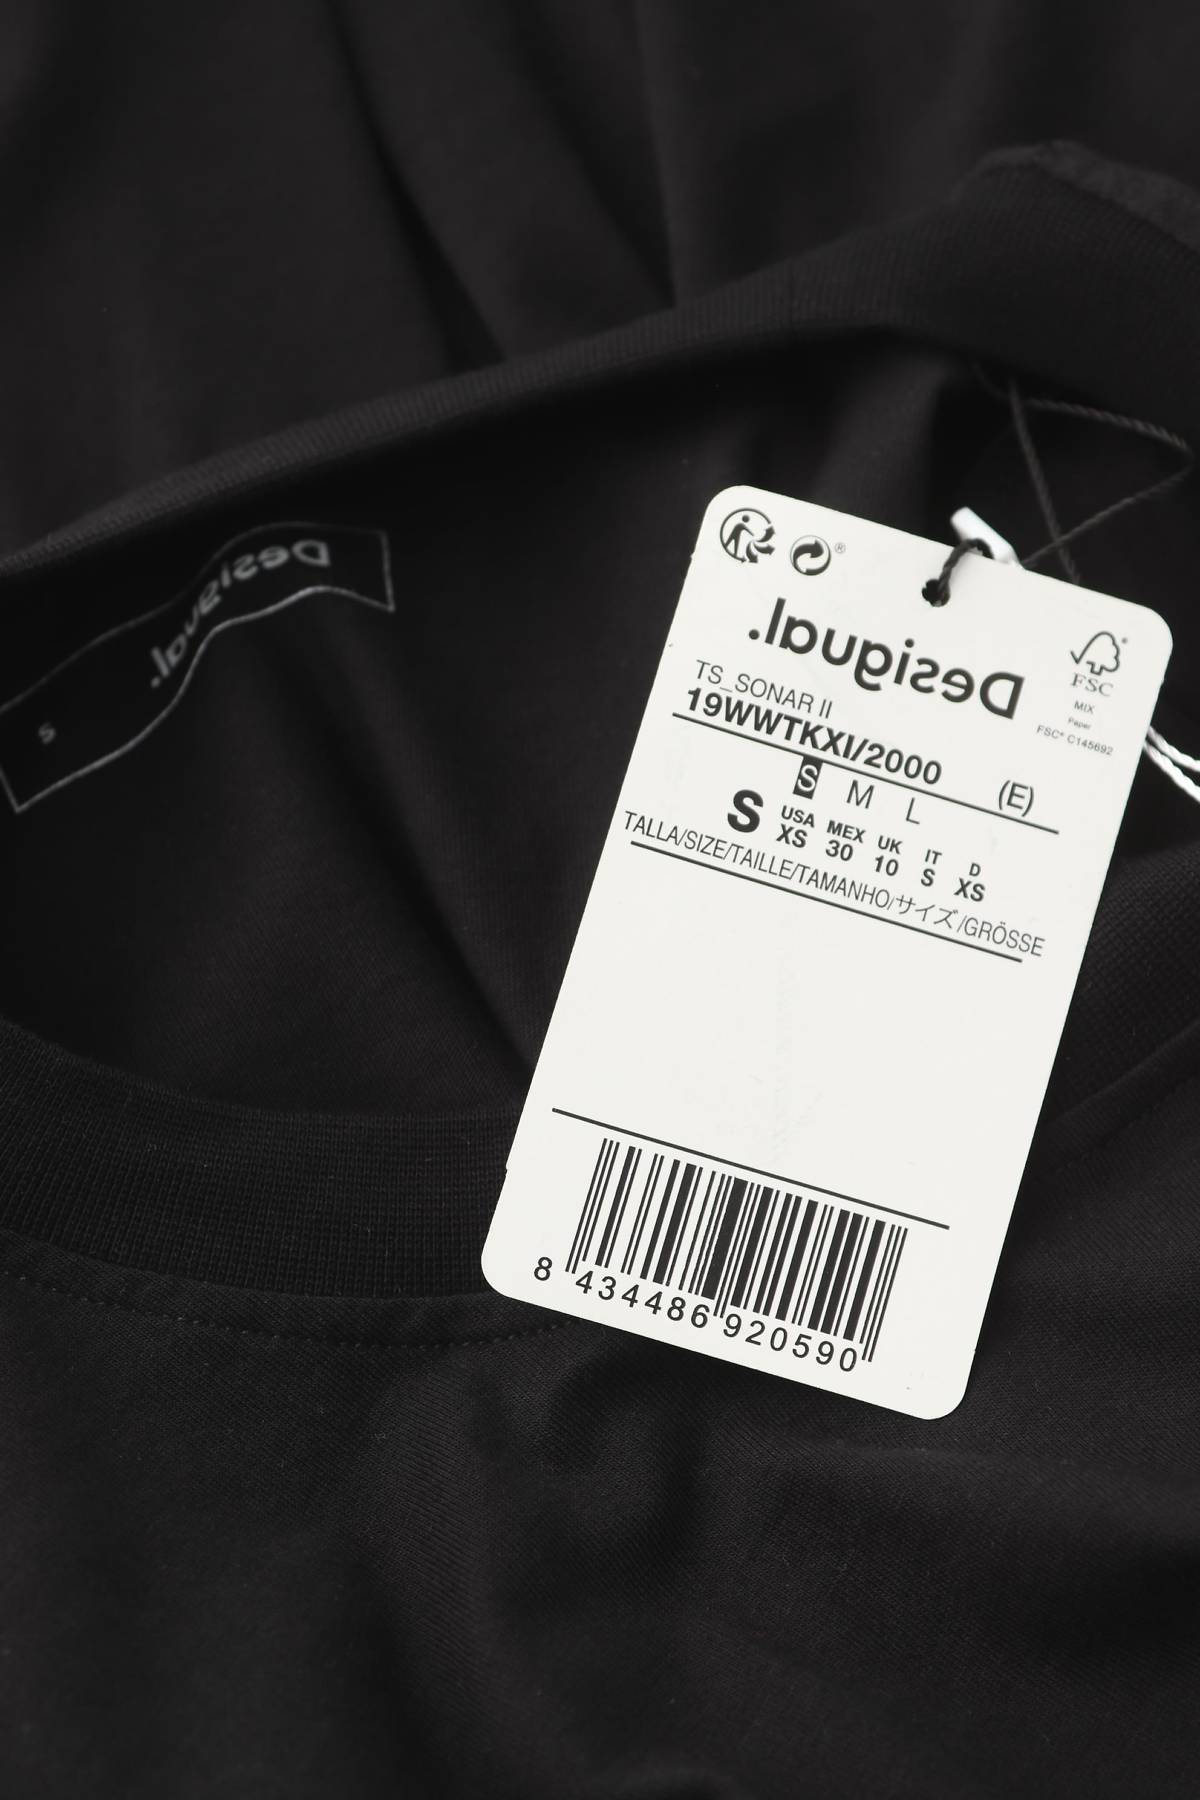 Desigual.
S
®
Desigual.
FSC
MIX
Paper
FSC® C145692
TS_SONAR II
19WWTKXI/2000 (E)
S M L
S USA XS MEX 30 UK 10 IT S D XS
TALLA/SIZE/TAILLE/TAMANHO/サイズ/GRÖSSE
8 434486 920590